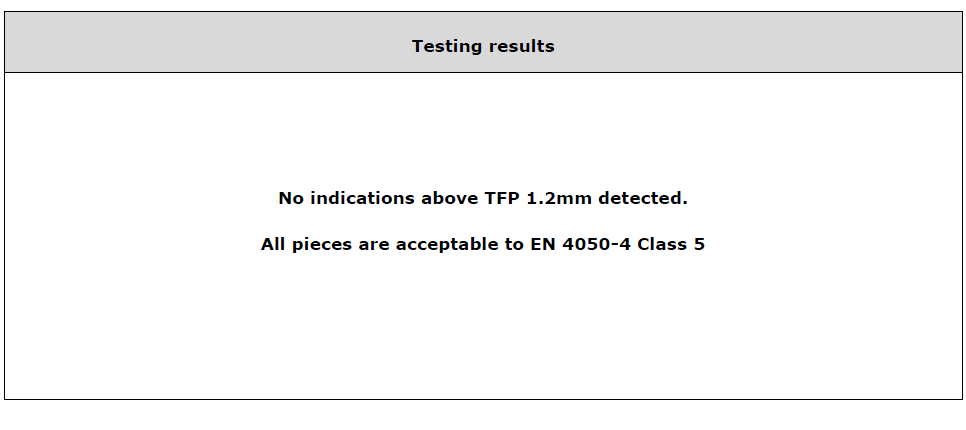 Testing results
No indications above TFP 1.2mm detected.
All pieces are acceptable to EN 4050-4 Class 5